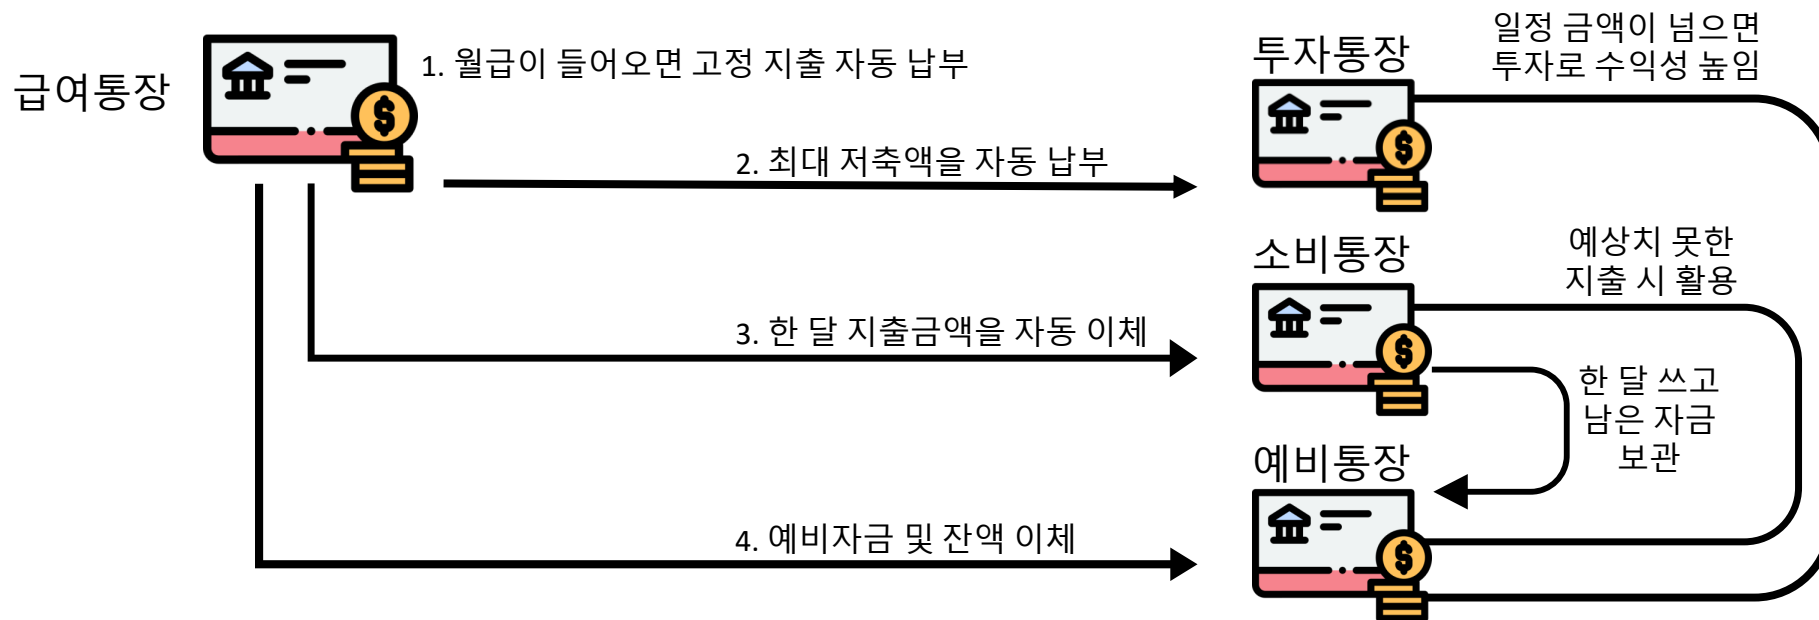 급여통장
1. 월급이 들어오면 고정 지출 자동 납부
투자통장
일정 금액이 넘으면
투자로 수익성 높임
2. 최대 저축액을 자동 납부
소비통장
예상치 못한
지출 시 활용
3. 한 달 지출금액을 자동 이체
한 달 쓰고
남은 자금
보관
예비통장
4. 예비자금 및 잔액 이체